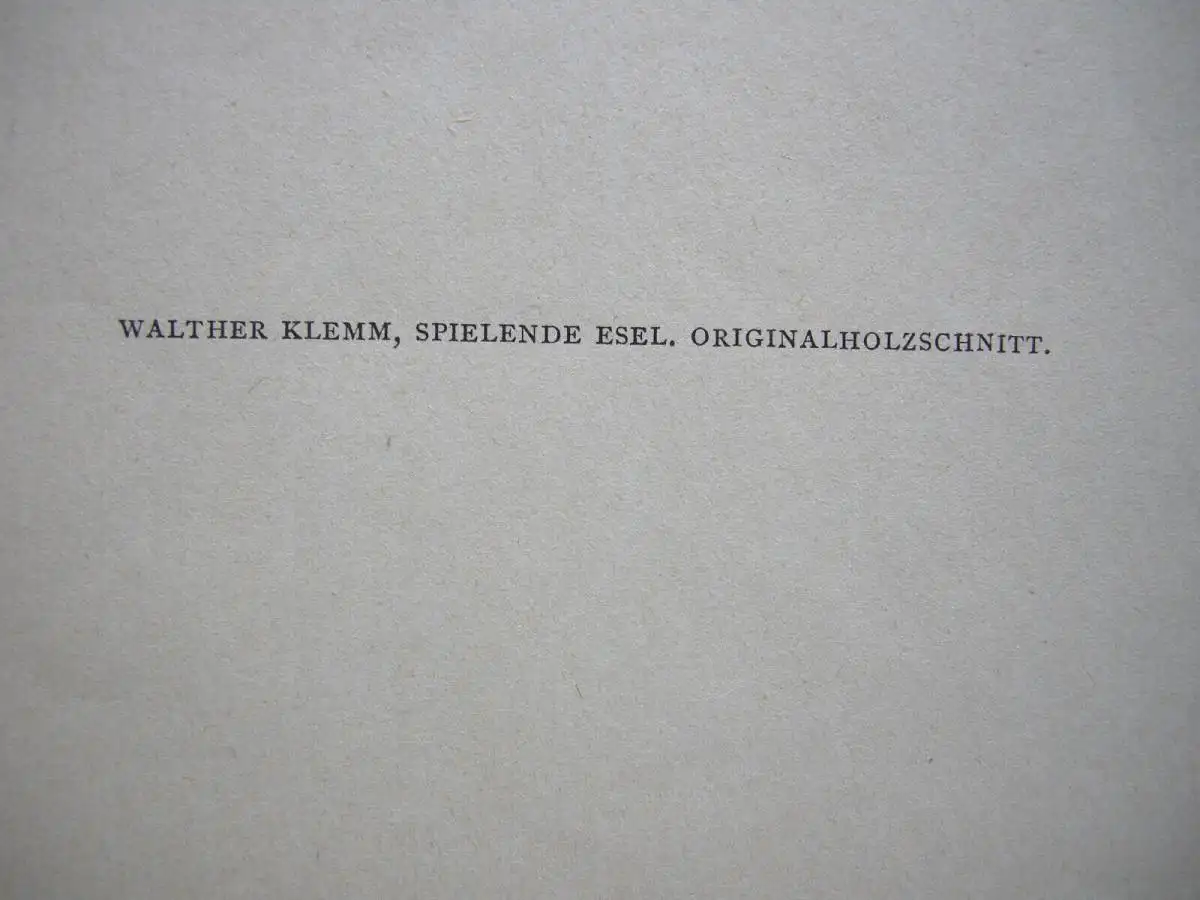 WALTHER KLEMM, SPIELENDE ESEL. ORIGINALHOLZSCHNITT.